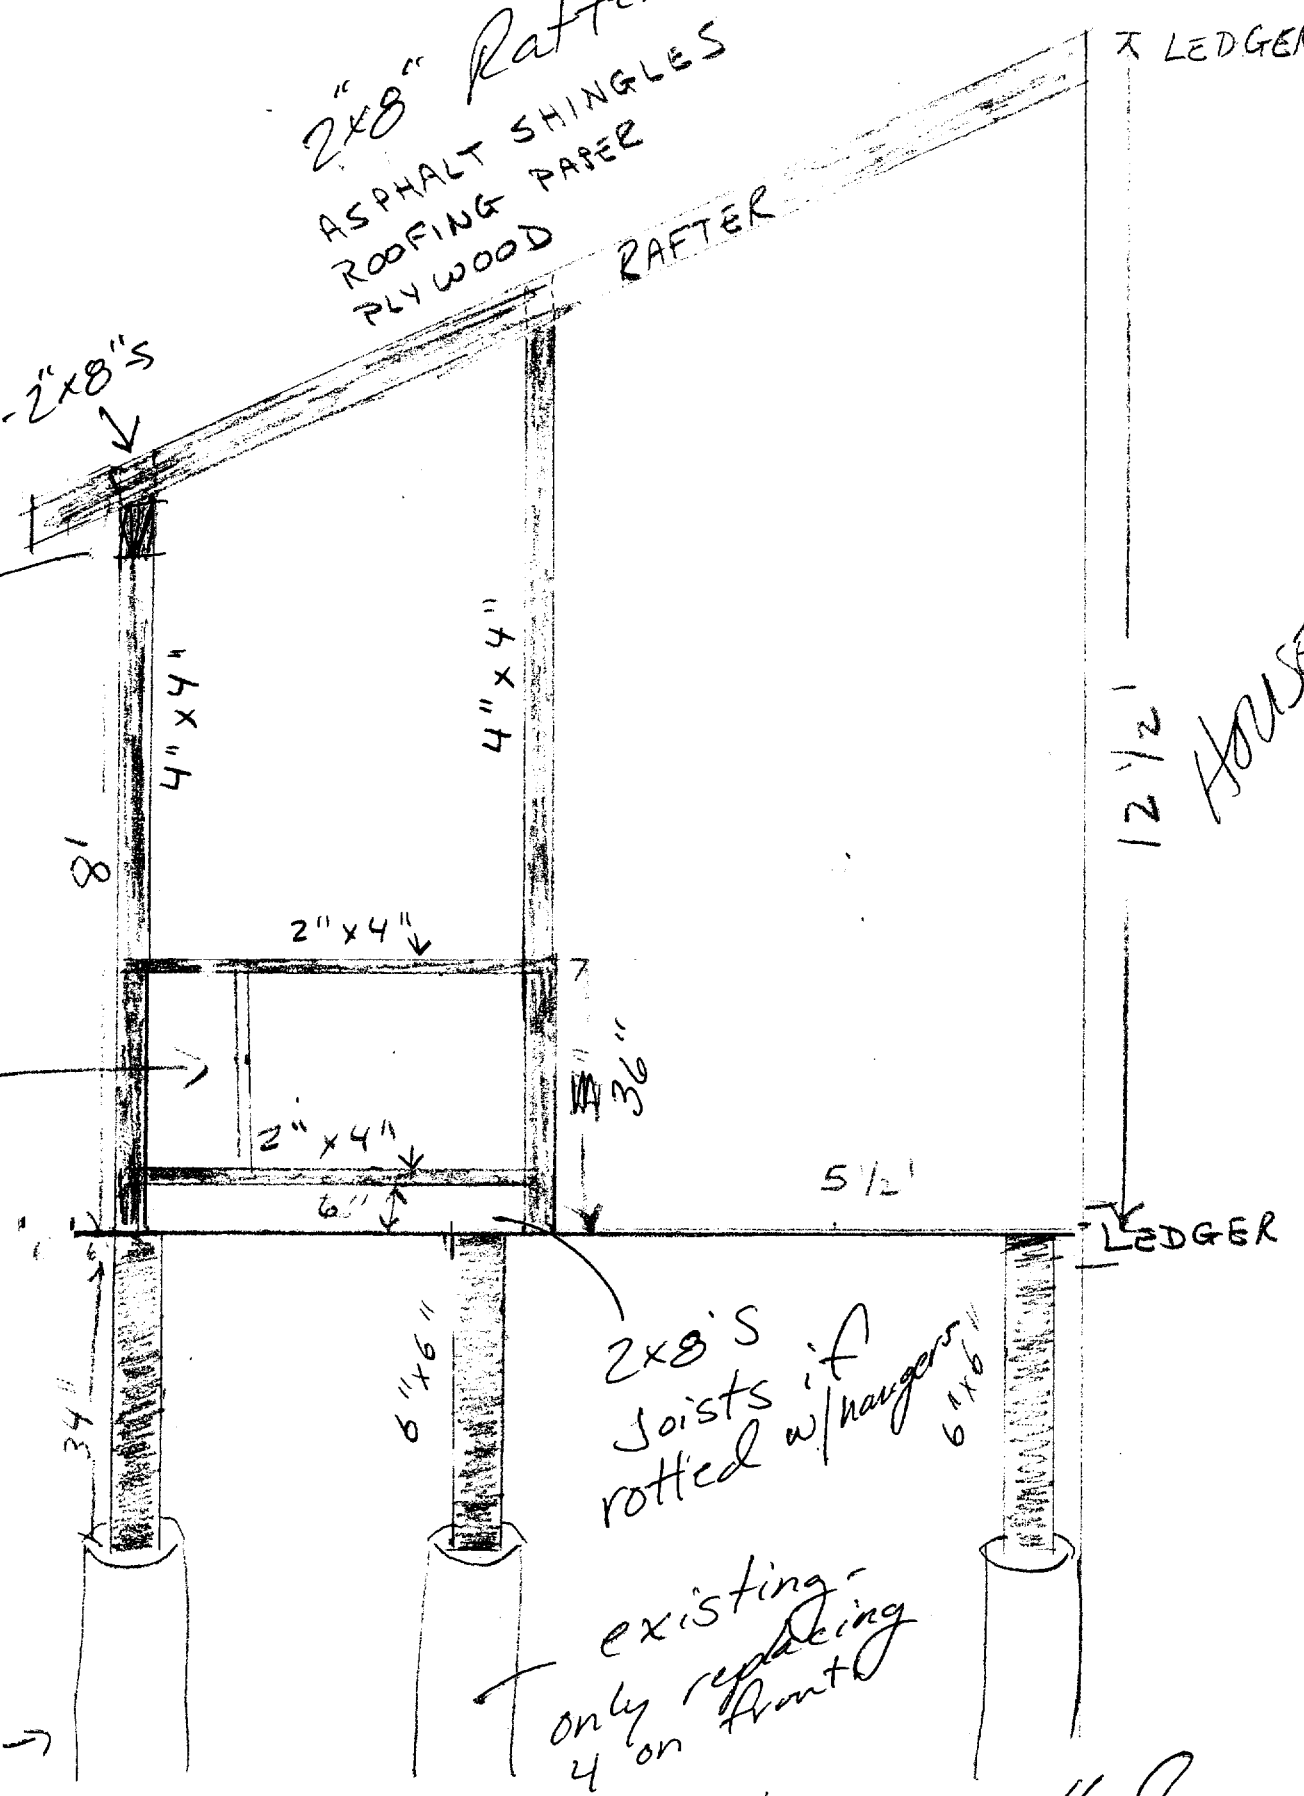 2"x8"
LEDGER
ASPHALT SHINGLES
ROOFING PAPER
PLYWOOD
RAFTER
2"x8"s
4"x4"
4"x4"
8'
12 1/2'
HOUSE
2"x4"
36"
2"x4"
6"
5 1/2'
LEDGER
34"
6"x6"
6"x6"
2x8'S
Joists if
rotted w/hangers
existing-
only replacing
4 on front